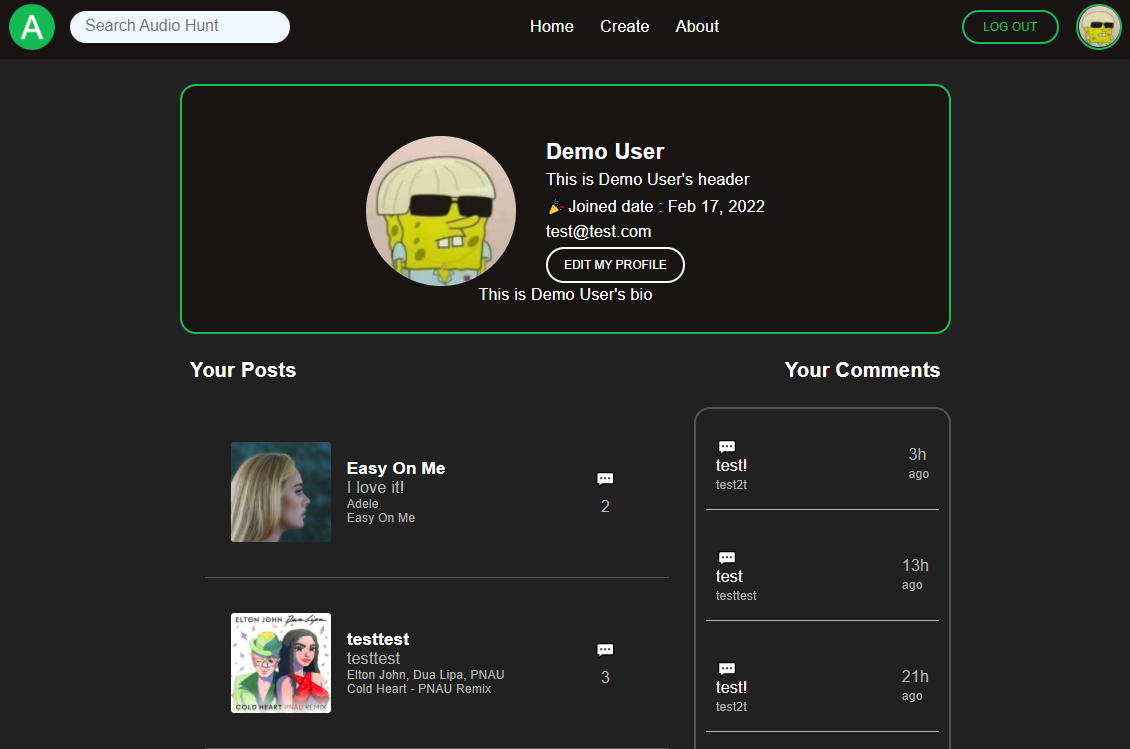 A
Search Audio Hunt
Home
Create
About
LOG OUT
Demo User
This is Demo User's header
Joined date : Feb 17, 2022
test@test.com
EDIT MY PROFILE
This is Demo User's bio
Your Posts
Easy On Me
I love it!
Adele
Easy On Me
2
ELTON JOHN Dua Lipa
COLD HEART PNAU REMIX
testtest
testtest
Elton John, Dua Lipa, PNAU
Cold Heart - PNAU Remix
3
Your Comments
test!
test2t
3h
ago
test
testtest
13h
ago
test!
test2t
21h
ago